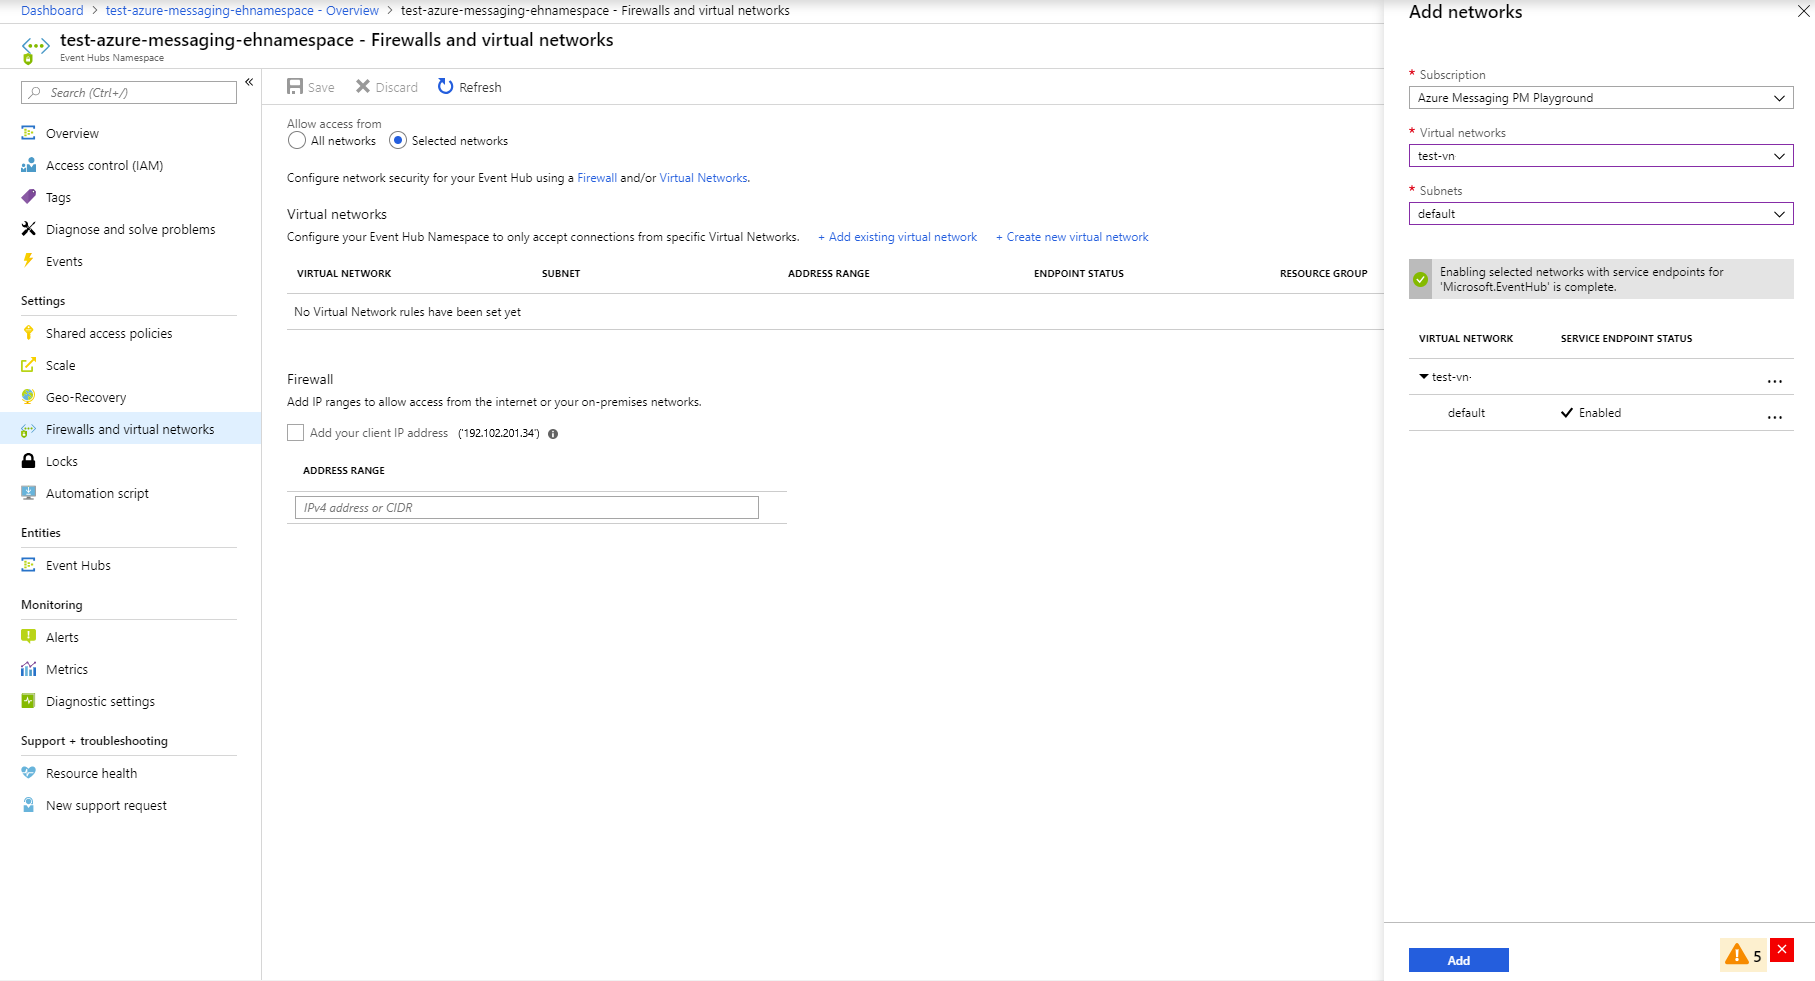 Dashboard > test-azure-messaging-ehnamespace - Overview > test-azure-messaging-ehnamespace - Firewalls and virtual networks
test-azure-messaging-ehnamespace - Firewalls and virtual networks
Event Hubs Namespace
Search (Ctrl+/)
«
Overview
Access control (IAM)
Tags
Diagnose and solve problems
Events
Settings
Shared access policies
Scale
Geo-Recovery
Firewalls and virtual networks
Locks
Automation script
Entities
Event Hubs
Monitoring
Alerts
Metrics
Diagnostic settings
Support + troubleshooting
Resource health
New support request
Save Discard Refresh
Allow access from
All networks Selected networks
Configure network security for your Event Hub using a Firewall and/or Virtual Networks.
Virtual networks
Configure your Event Hub Namespace to only accept connections from specific Virtual Networks. + Add existing virtual network + Create new virtual network
VIRTUAL NETWORK SUBNET ADDRESS RANGE ENDPOINT STATUS RESOURCE GROUP
No Virtual Network rules have been set yet
Firewall
Add IP ranges to allow access from the internet or your on-premises networks.
Add your client IP address ('192.102.201.34')
ADDRESS RANGE
IPv4 address or CIDR
Add networks
* Subscription
Azure Messaging PM Playground
* Virtual networks
test-vn
* Subnets
default
Enabling selected networks with service endpoints for
'Microsoft.EventHub' is complete.
VIRTUAL NETWORK SERVICE ENDPOINT STATUS
test-vn· ...
default Enabled ...
Add
5